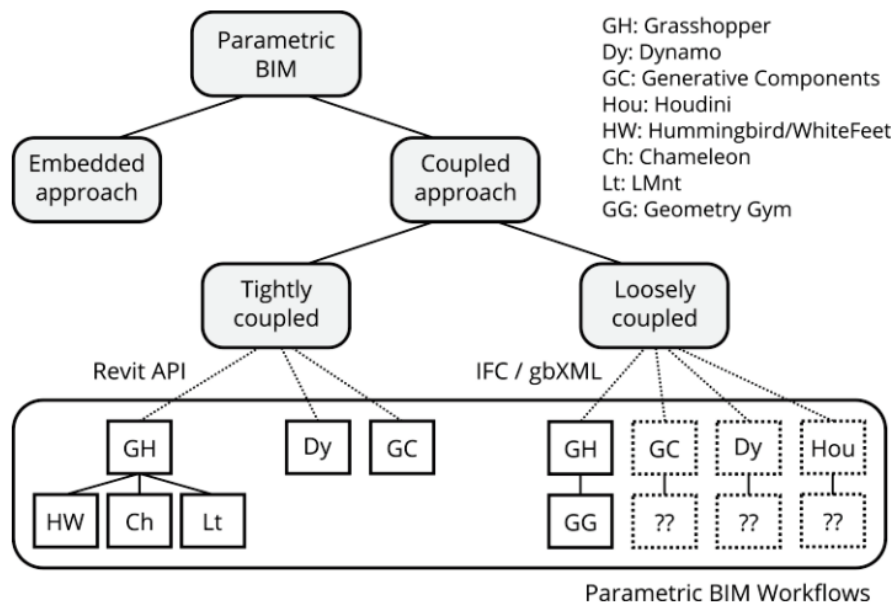 Parametric
BIM
GH: Grasshopper
Dy: Dynamo
GC: Generative Components
Hou: Houdini
HW: Hummingbird/WhiteFeet
Ch: Chameleon
Lt: LMnt
GG: Geometry Gym
Embedded
approach
Coupled
approach
Tightly
coupled
Loosely
coupled
Revit API
IFC / gbXML
GH
Dy
GC
GH
GC
Dy
Hou
HW
Ch
Lt
GG
??
??
??
Parametric BIM Workflows